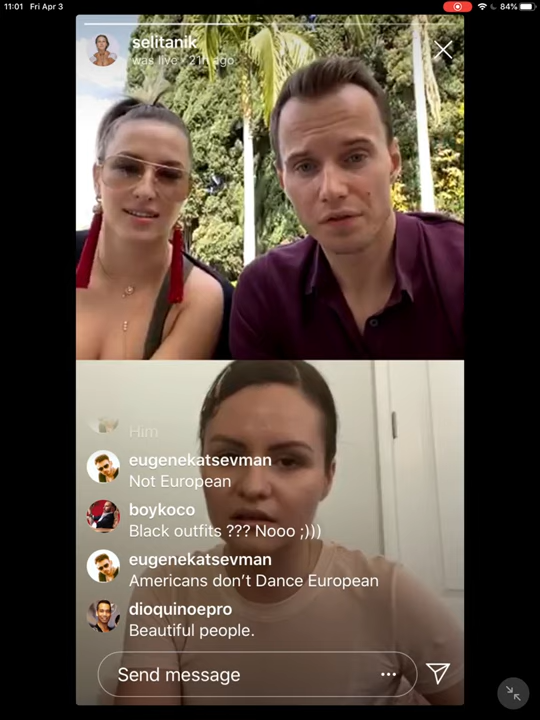 11:01 Fri Apr 3
84%
selitanik
was live • 21h ago
Him
eugenekatsevman
Not European
boykoco
Black outfits ??? Nooo ;)))
eugenekatsevman
Americans don’t Dance European
dioquinoepro
Beautiful people.
Send message